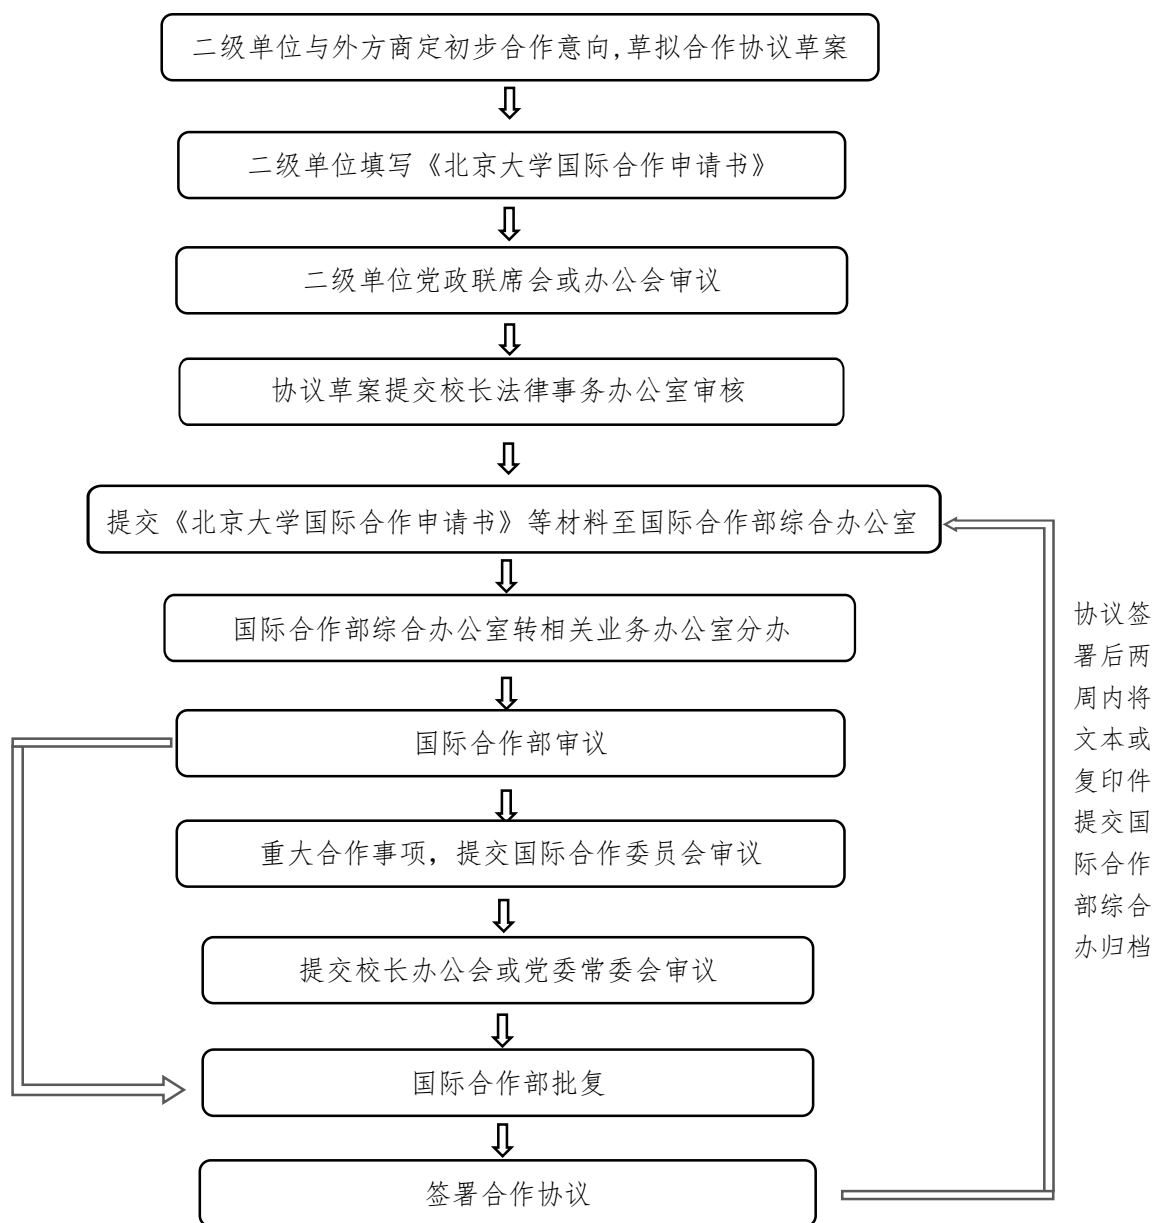 二级单位与外方商定初步合作意向,草拟合作协议草案
二级单位填写《北京大学国际合作申请书》
二级单位党政联席会或办公会审议
协议草案提交校长法律事务办公室审核
提交《北京大学国际合作申请书》等材料至国际合作部综合办公室
国际合作部综合办公室转相关业务办公室分办
国际合作部审议
重大合作事项，提交国际合作委员会审议
提交校长办公会或党委常委会审议
国际合作部批复
签署合作协议
协议签
署后两
周内将
文本或
复印件
提交国
际合作
部综合
办归档